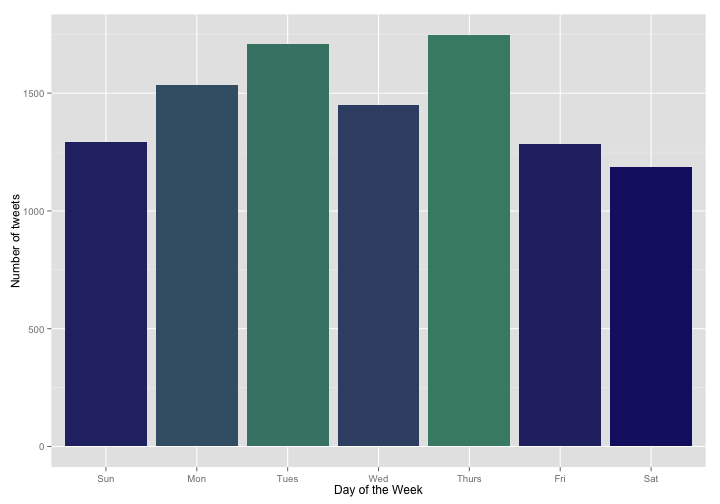 Number of tweets
1500
1000
500
0
Sun Mon Tues Wed Thurs Fri Sat
Day of the Week